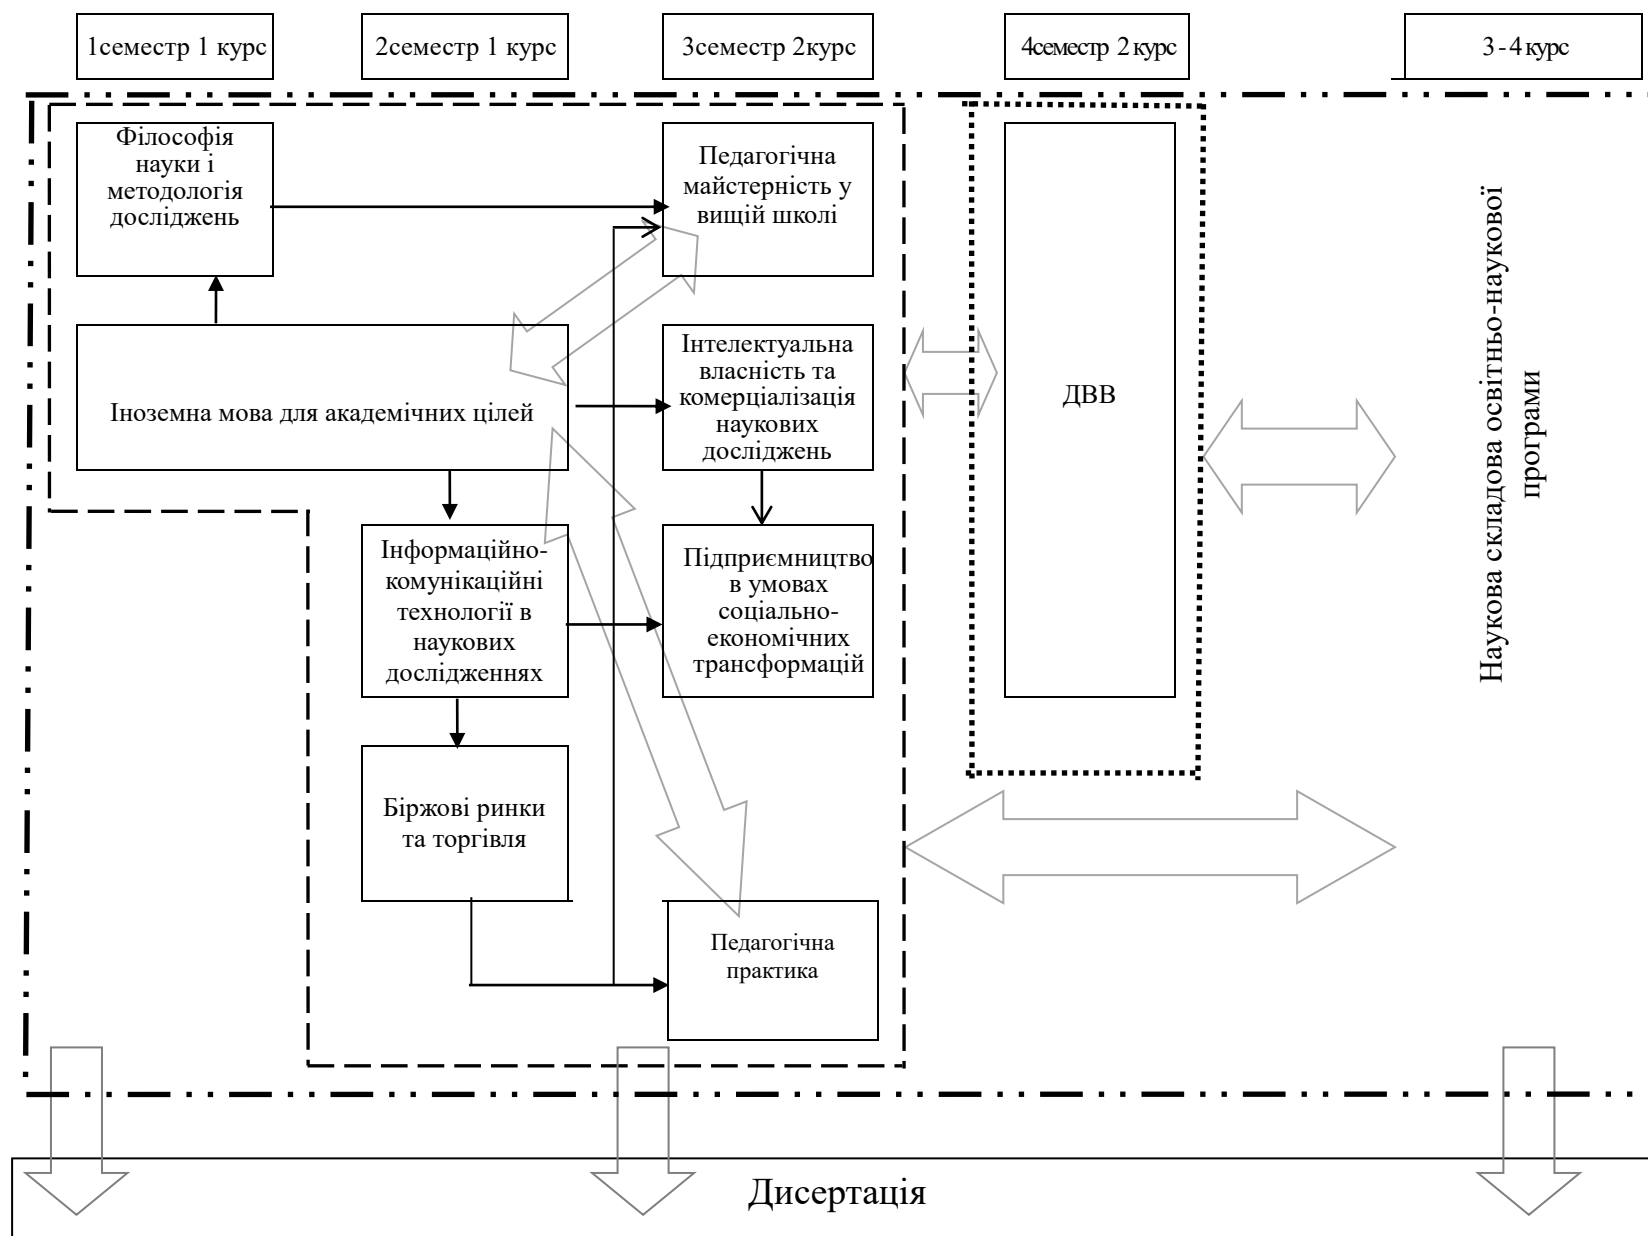 1семестр 1 курс
2семестр 1 курс
3семестр 2курс
4семестр 2 курс
3-4 курс
Філософія
науки і
методологія
досліджень
Педагогічна
майстерність у
вищій школі
Іноземна мова для академічних цілей
Інтелектуальна
власність та
комерціалізація
наукових
досліджень
ДВВ
Наукова складова освітньо-наукової
програми
Інформаційно-
комунікаційні
технології в
наукових
дослідженнях
Підприємництво
в умовах
соціально-
економічних
трансформацій
Біржові ринки
та торгівля
Педагогічна
практика
Дисертація